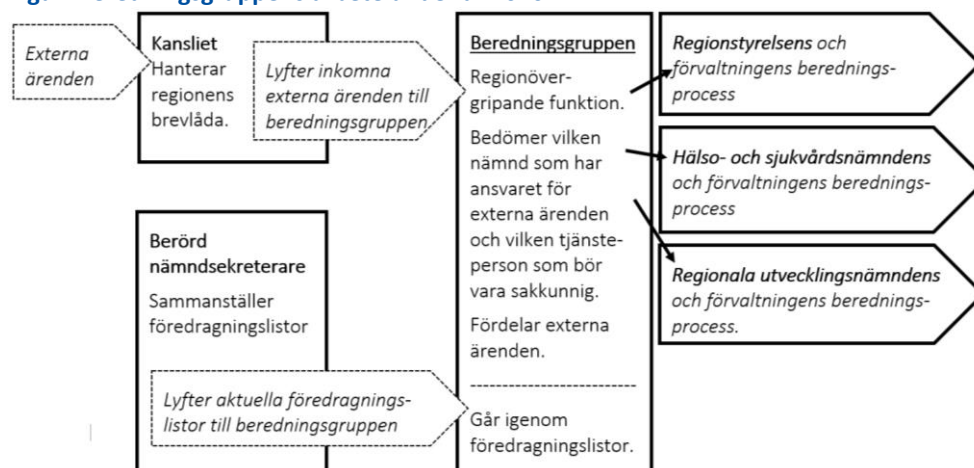 Externa
ärenden
Kansliet
Hanterar
regionens
brevlåda.
Lyfter inkomna
externa ärenden till
beredningsgruppen
Berörd
nämndsekreterare
Sammanställer
föredragningslistor
Lyfter aktuella föredragnings-
listor till beredningsgruppen
Beredningsgruppen
Regionöver-
gripande funktion.
Bedömer vilken
nämnd som har
ansvaret för
externa ärenden
och vilken tjänste-
person som bör
vara sakkunnig.
Fördelar externa
ärenden.
Går igenom
föredragningslistor.
Regionstyrelsens och
förvaltningens berednings-
process
Hälso- och sjukvårdsnämndens
och förvaltningens berednings-
process
Regionala utvecklingsnämndens
och förvaltningens berednings-
process.